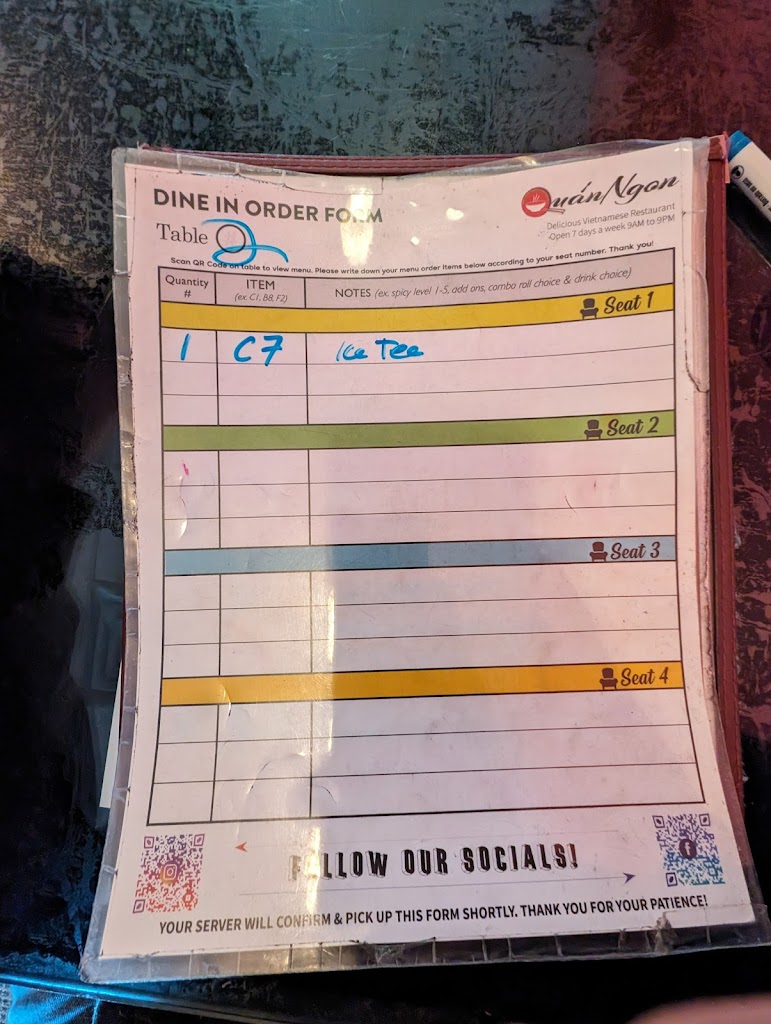 DINE IN ORDER FORM
Quán Ngon
Delicious Vietnamese Restaurant
Open 7 days a week 9AM to 9PM
Table 2
Scan QR Code on table to view menu. Please write down your menu order items below according to your seat number. Thank you!
Quantity # ITEM (ex. C1, B8, F2) NOTES (ex. spicy level 1-5, add ons, combo roll choice & drink choice)
Seat 1
1 C7 Ice Tee
Seat 2
Seat 3
Seat 4
FOLLOW OUR SOCIALS!
YOUR SERVER WILL CONFIRM & PICK UP THIS FORM SHORTLY. THANK YOU FOR YOUR PATIENCE!